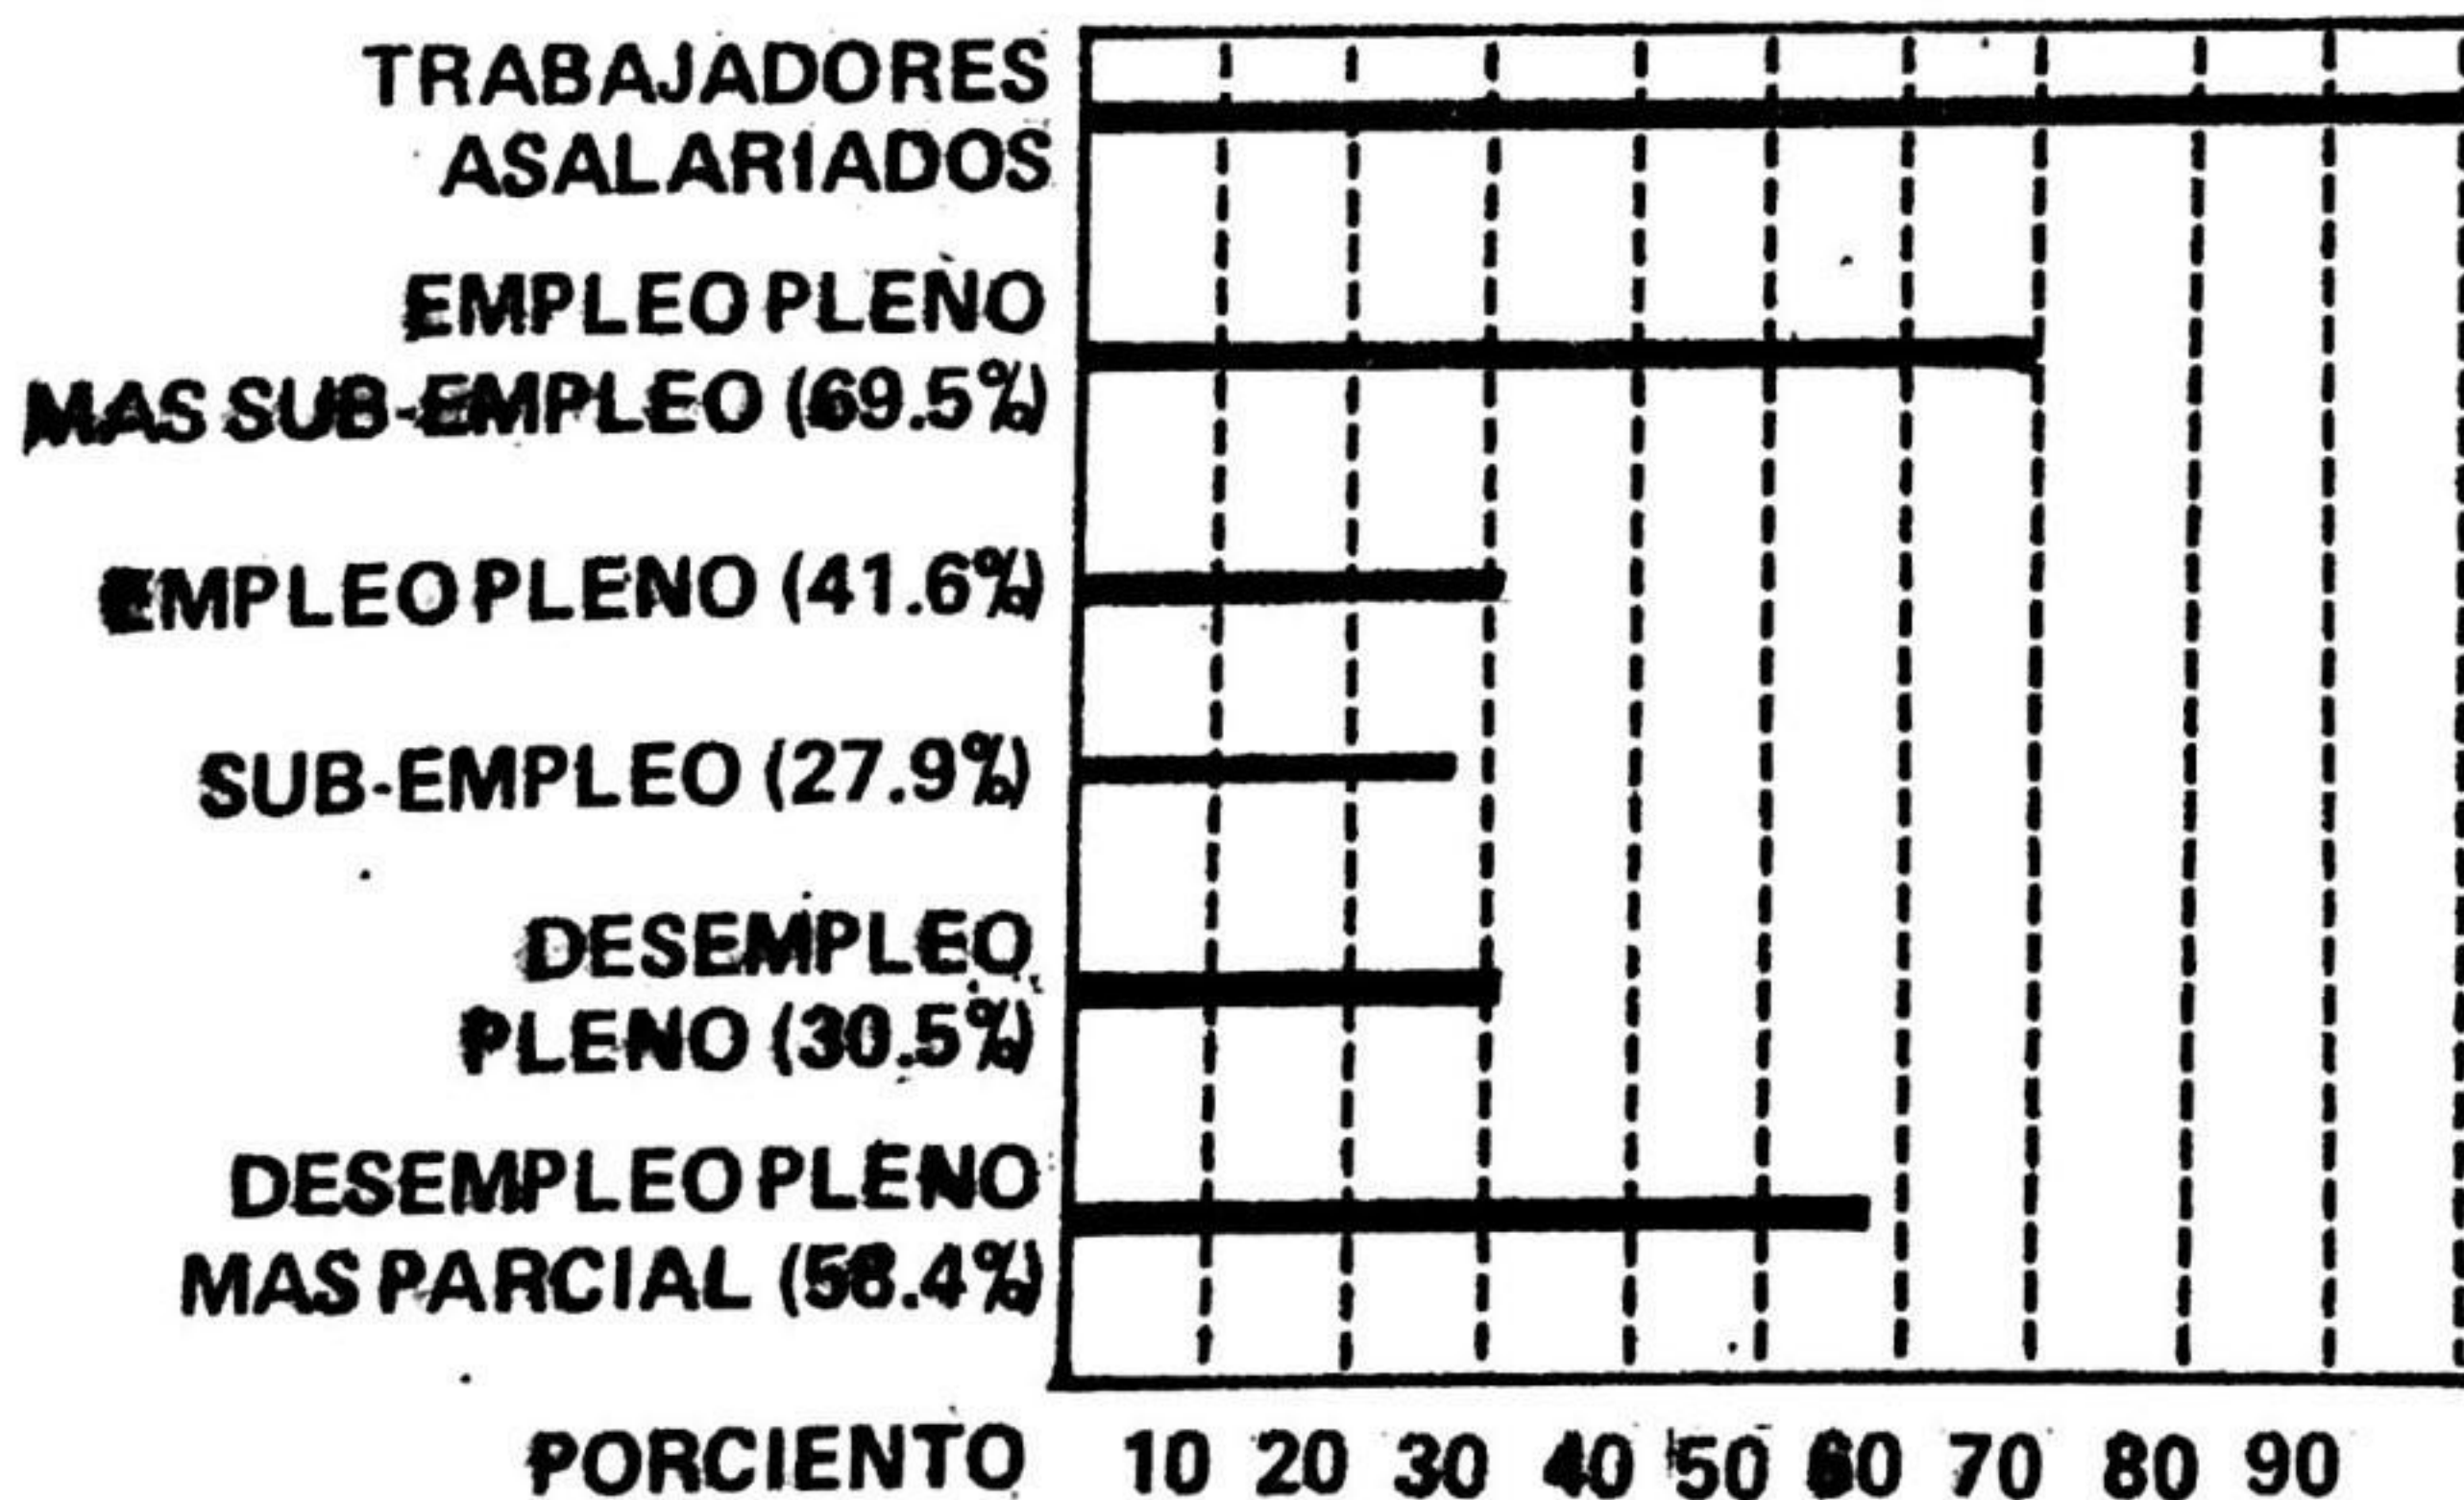 TRABAJADORES
ASALARIADOS
EMPLEO PLENO
MAS SUB-EMPLEO (69.5%)
EMPLEO PLENO (41.6%)
SUB-EMPLEO (27.9%)
DESEMPLEO
PLENO (30.5%)
DESEMPLEO PLENO
MAS PARCIAL (58.4%)
PORCIENTO 10 20 30 40 50 60 70 80 90